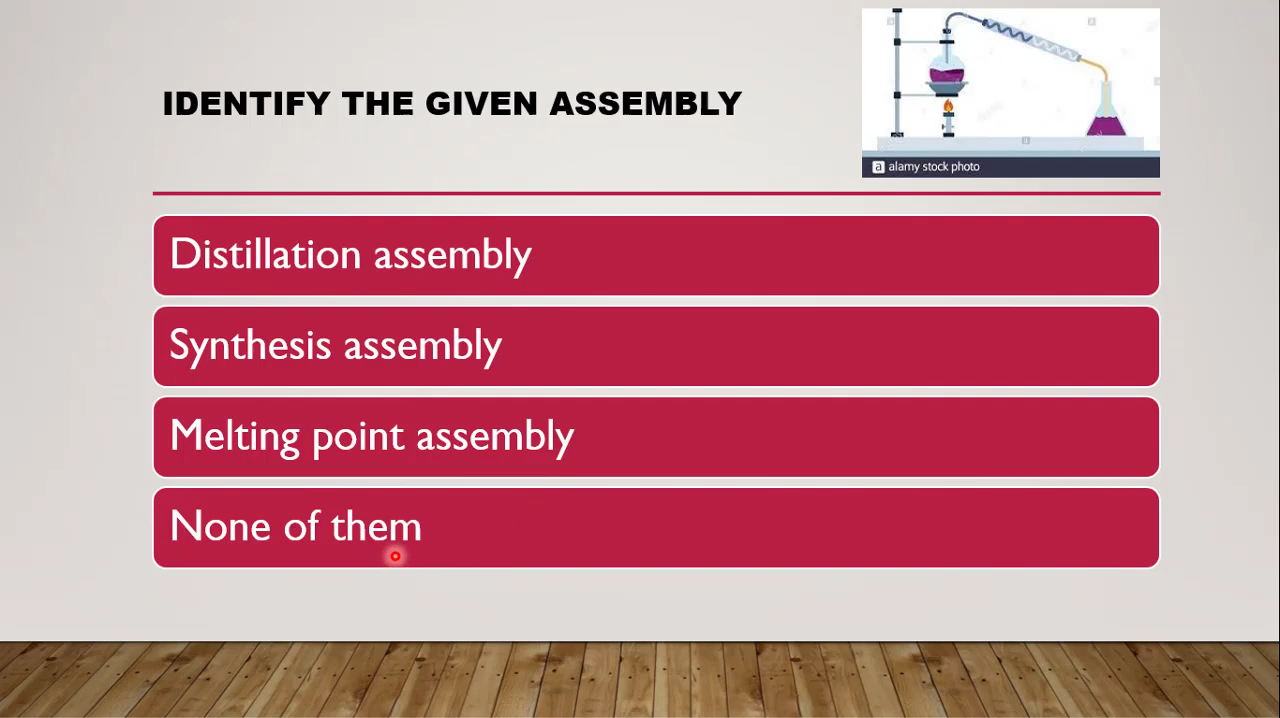 IDENTIFY THE GIVEN ASSEMBLY
a alamy stock photo
Distillation assembly
Synthesis assembly
Melting point assembly
None of them